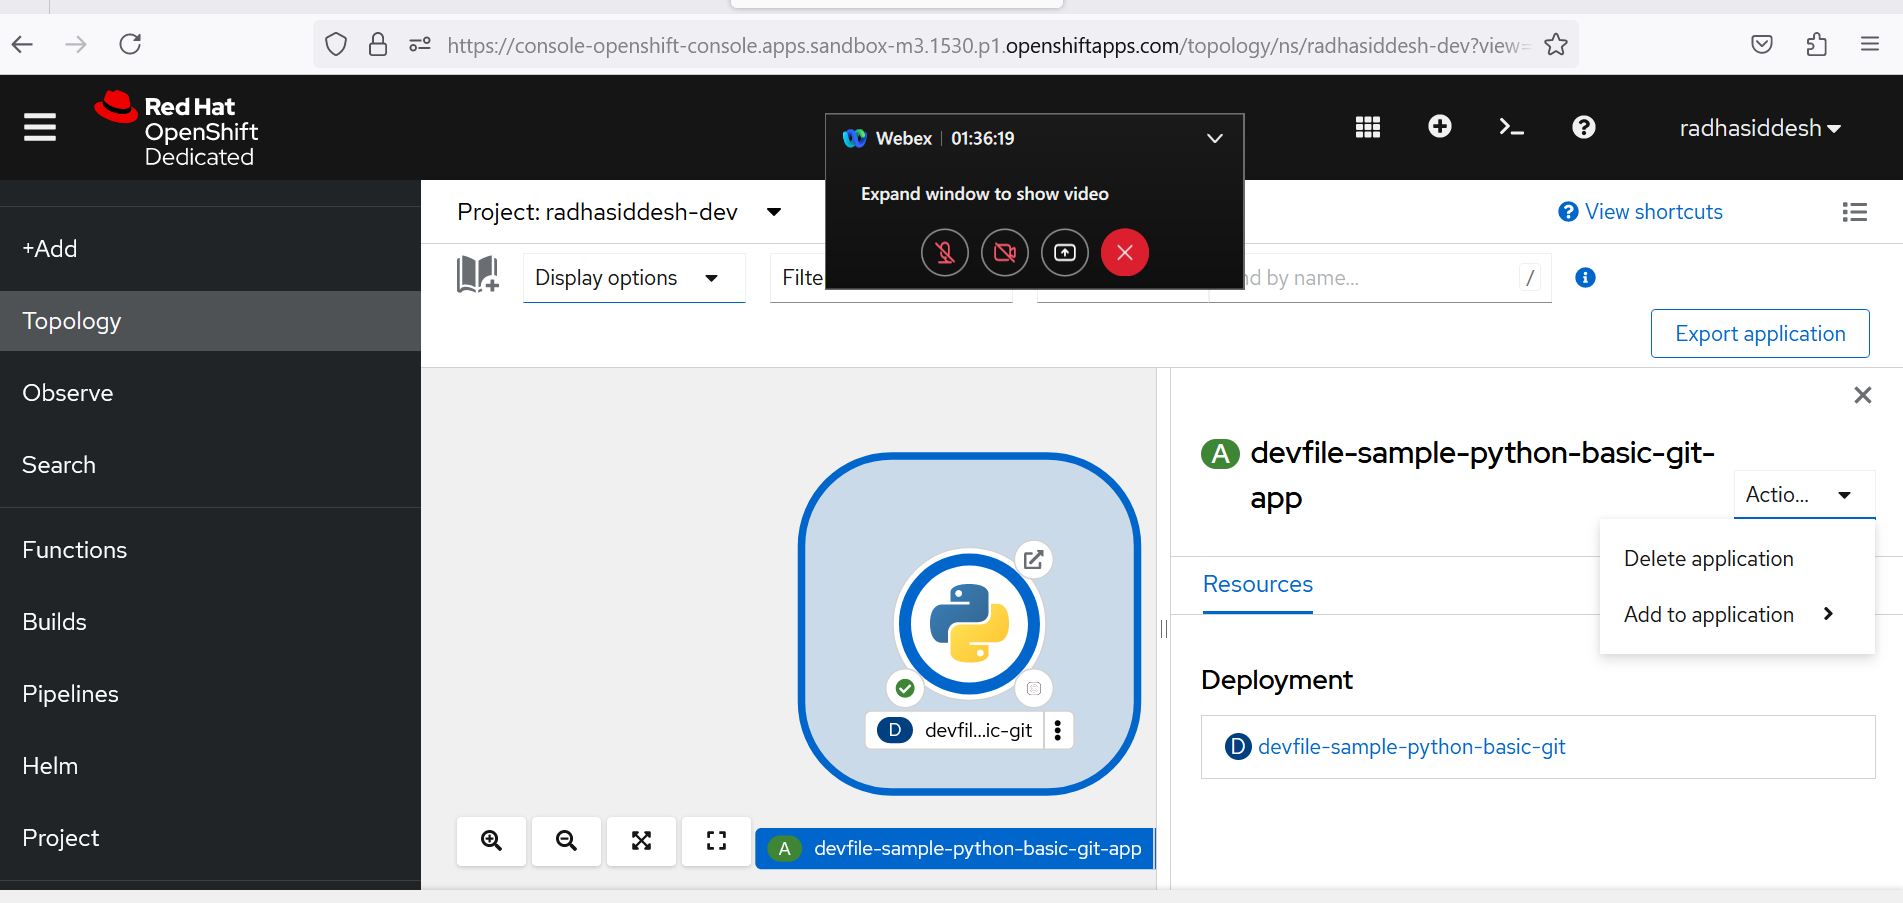 https://console-openshift-console.apps.sandbox-m3.1530.p1.openshiftapps.com/topology/ns/radhasiddesh-dev?view=
Red Hat
OpenShift
Dedicated
Webex | 01:36:19
Expand window to show video
radhasiddesh
+Add
Topology
Observe
Search
Functions
Builds
Pipelines
Helm
Project
Project: radhasiddesh-dev
View shortcuts
Display options
Filte
d by name...
/
Export application
A devfile-sample-python-basic-git-
app
Actio...
Delete application
Add to application
Resources
Deployment
D devfile-sample-python-basic-git
D devfil...ic-git
A devfile-sample-python-basic-git-app